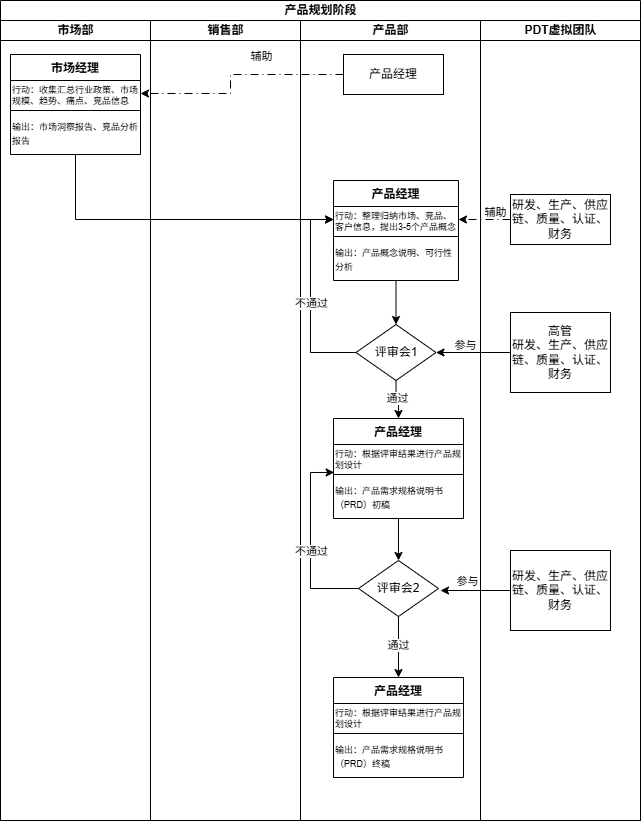 产品规划阶段
市场部
销售部
产品部
PDT虚拟团队
市场经理
行动：收集汇总行业政策、市场
规模、趋势、痛点、竞品信息
输出：市场洞察报告、竞品分析
报告
辅助
产品经理
产品经理
行动：整理归纳市场、竞品、
客户信息，提出3-5个产品概念
输出：产品概念说明、可行性
分析
辅助
研发、生产、供应
链、质量、认证、
财务
不通过
评审会1
参与
高管
研发、生产、供应
链、质量、认证、
财务
通过
产品经理
行动：根据评审结果进行产品规
划设计
输出：产品需求规格说明书
（PRD）初稿
不通过
评审会2
参与
研发、生产、供应
链、质量、认证、
财务
通过
产品经理
行动：根据评审结果进行产品规
划设计
输出：产品需求规格说明书
（PRD）终稿